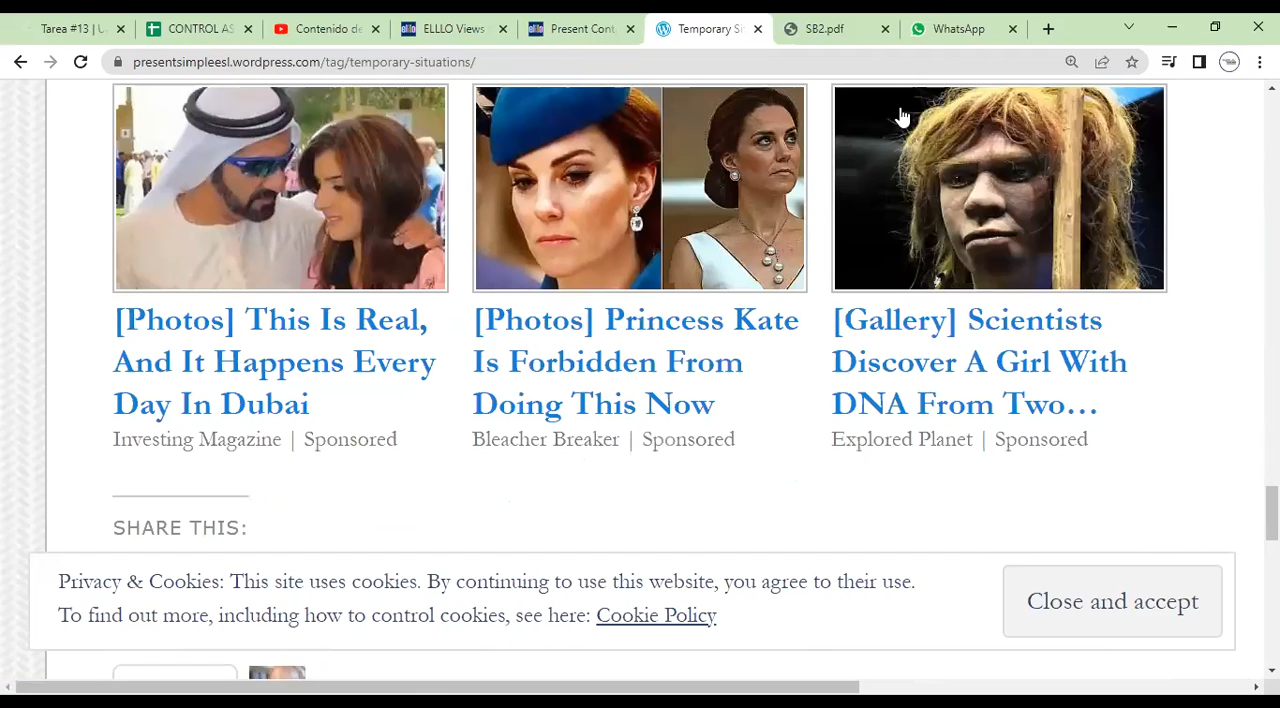 Tarea #13 | U
CONTROL AS
Contenido de
elllo ELLLO Views
elllo Present Cont
Temporary Si
SB2.pdf
WhatsApp
presentsimpleesl.wordpress.com/tag/temporary-situations/
[Photos] This Is Real,
And It Happens Every
Day In Dubai
Investing Magazine | Sponsored
[Photos] Princess Kate
Is Forbidden From
Doing This Now
Bleacher Breaker | Sponsored
[Gallery] Scientists
Discover A Girl With
DNA From Two…
Explored Planet | Sponsored
SHARE THIS:
Privacy & Cookies: This site uses cookies. By continuing to use this website, you agree to their use.
To find out more, including how to control cookies, see here: Cookie Policy
Close and accept